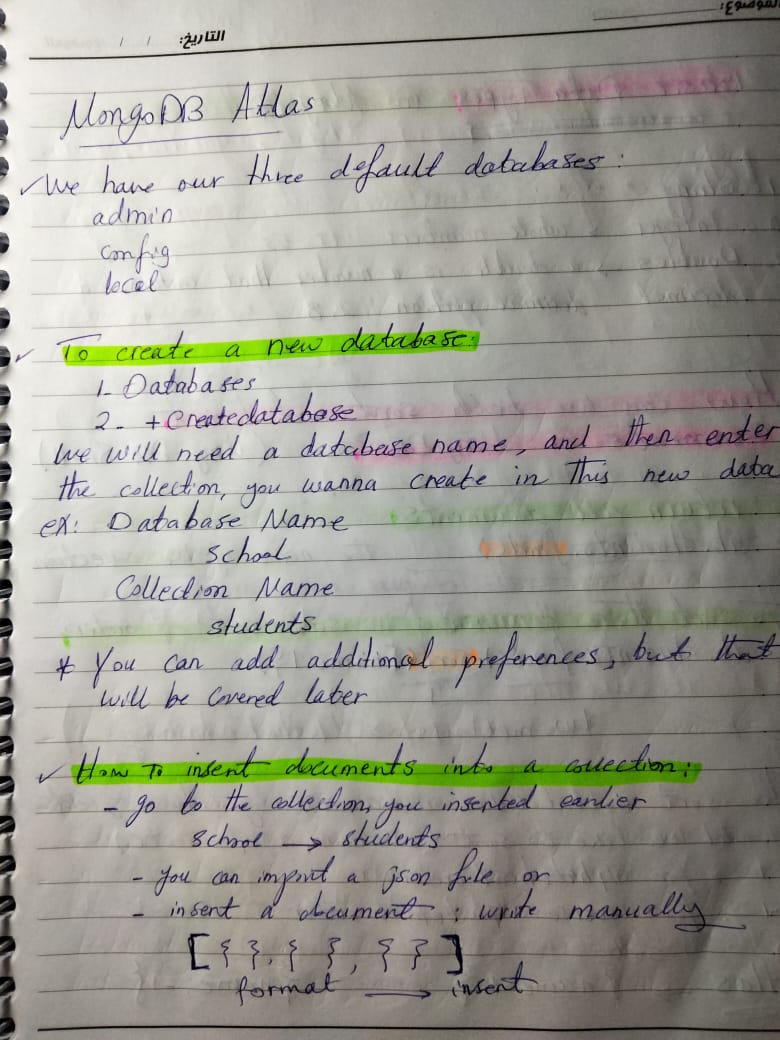 الموضوع:
التاريخ: / /
MongoDB Atlas
✓ We have our three default databases:
admin
config
local
✓ To create a new database:
1- Databases
2- + Createdatabase
We will need a database name, and then enter
the collection, you wanna create in this new data
ex: Database Name
school
Collection Name
students
* You can add additional preferences, but that
will be covered later
✓ How To insert documents into a collection:
- go to the collection, you inserted earlier
school → students
- you can import a json file or
- insert a document: write manually
[{ }, { }, { }]
format → insert